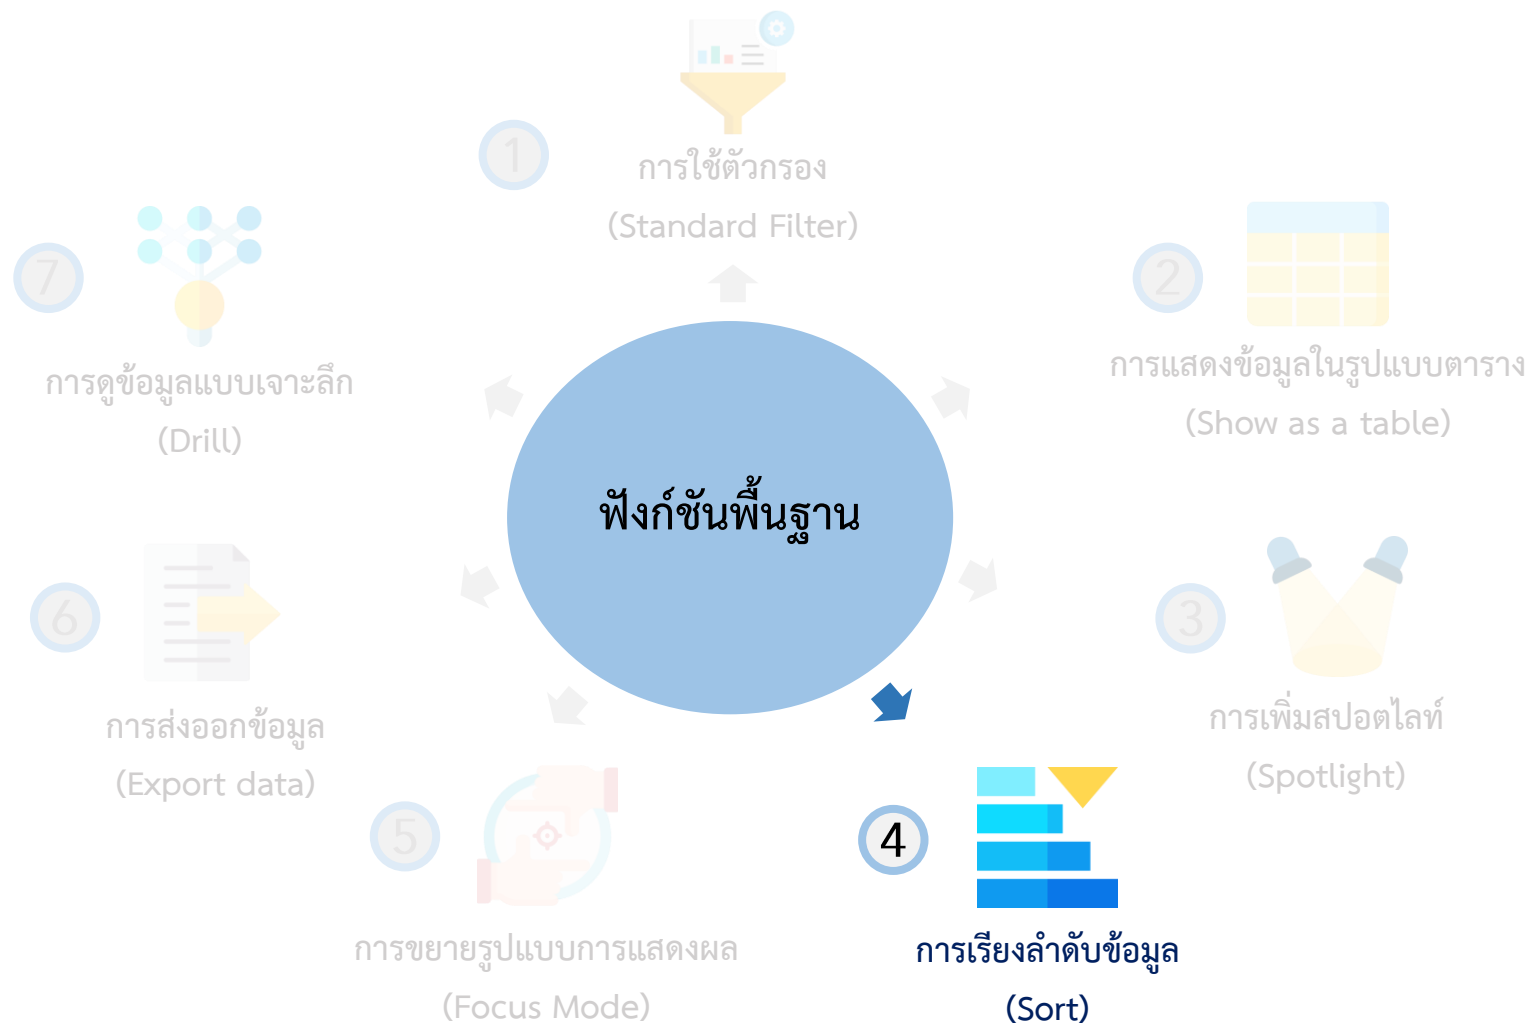 1
การใช้ตัวกรอง
(Standard Filter)
2
การแสดงข้อมูลในรูปแบบตาราง
(Show as a table)
3
การเพิ่มสปอตไลท์
(Spotlight)
4
การเรียงลำดับข้อมูล
(Sort)
5
การขยายรูปแบบการแสดงผล
(Focus Mode)
6
การส่งออกข้อมูล
(Export data)
7
การดูข้อมูลแบบเจาะลึก
(Drill)
ฟังก์ชันพื้นฐาน